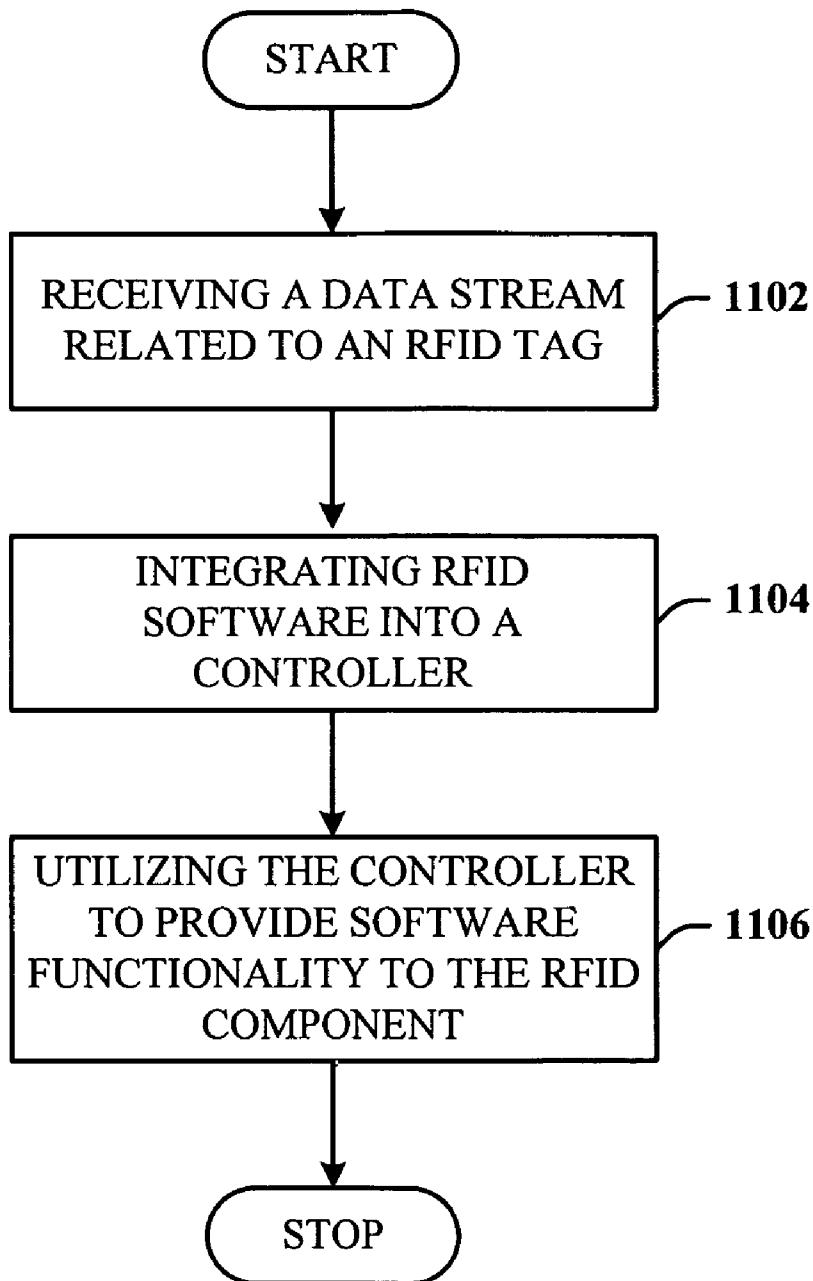 START
RECEIVING A DATA STREAM
RELATED TO AN RFID TAG
1102
INTEGRATING RFID
SOFTWARE INTO A
CONTROLLER
1104
UTILIZING THE CONTROLLER
TO PROVIDE SOFTWARE
FUNCTIONALITY TO THE RFID
COMPONENT
1106
STOP